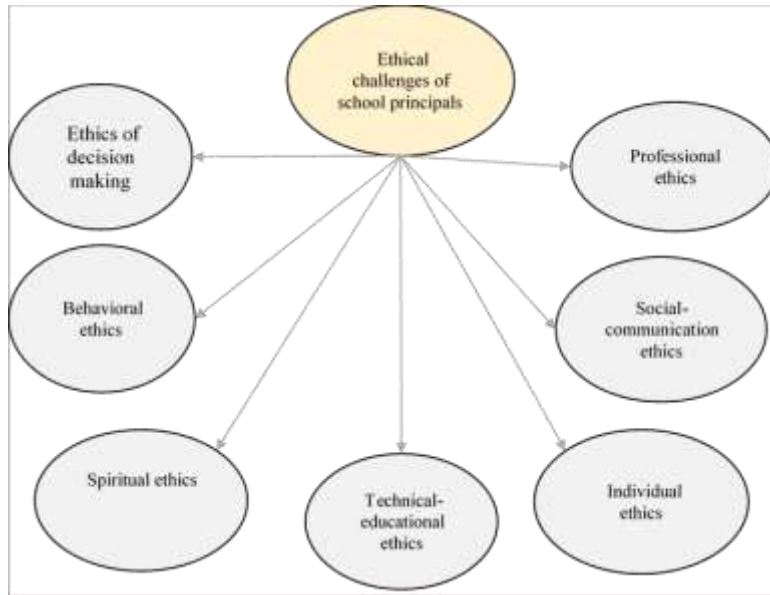 Ethical
challenges of
school principals
Ethics of
decision
making
Professional
ethics
Behavioral
ethics
Social-
communication
ethics
Spiritual ethics
Technical-
educational
ethics
Individual
ethics